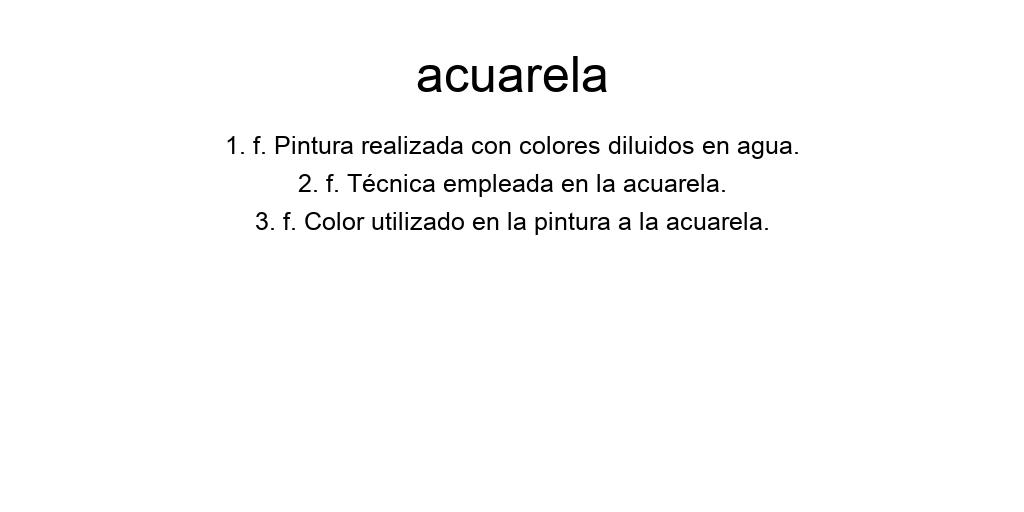 acuarela
1. f. Pintura realizada con colores diluidos en agua.
2. f. Técnica empleada en la acuarela.
3. f. Color utilizado en la pintura a la acuarela.